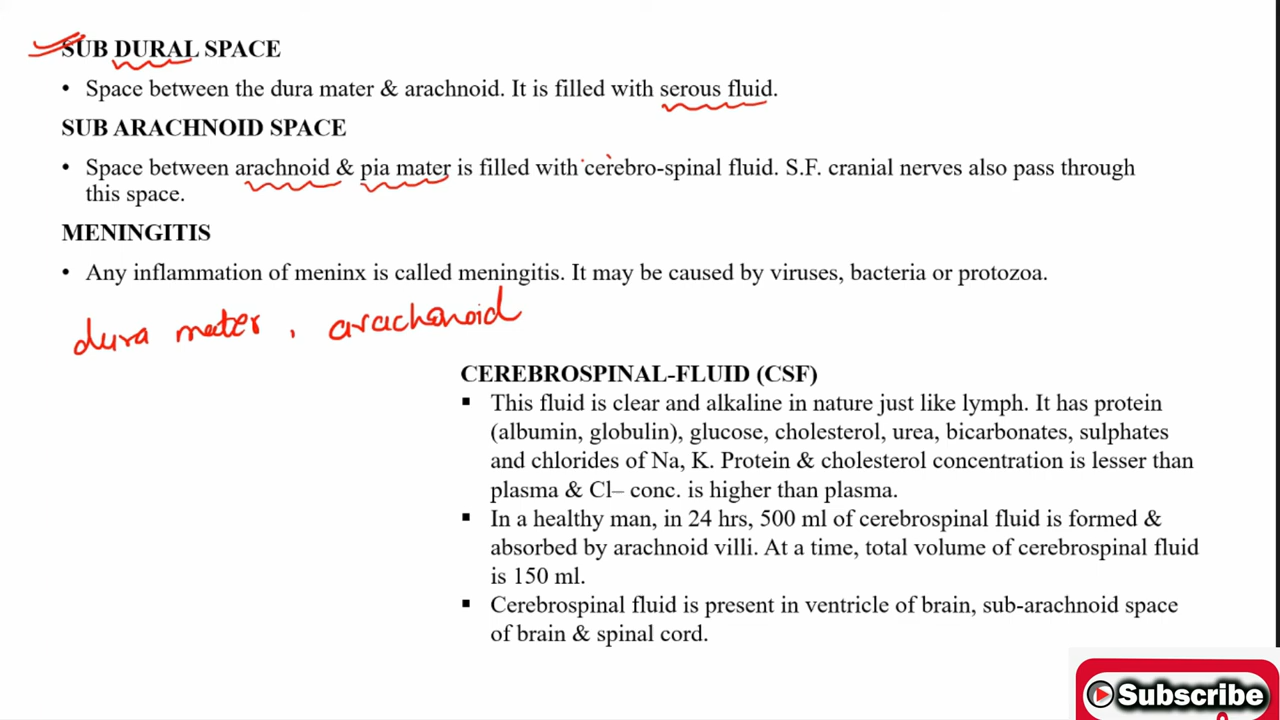 SUB DURAL SPACE
• Space between the dura mater & arachnoid. It is filled with serous fluid.
SUB ARACHNOID SPACE
• Space between arachnoid & pia mater is filled with cerebro-spinal fluid. S.F. cranial nerves also pass through
this space.
MENINGITIS
• Any inflammation of meninx is called meningitis. It may be caused by viruses, bacteria or protozoa.
dura mater, arachonoid
CEREBROSPINAL-FLUID (CSF)
▪ This fluid is clear and alkaline in nature just like lymph. It has protein
(albumin, globulin), glucose, cholesterol, urea, bicarbonates, sulphates
and chlorides of Na, K. Protein & cholesterol concentration is lesser than
plasma & Cl– conc. is higher than plasma.
▪ In a healthy man, in 24 hrs, 500 ml of cerebrospinal fluid is formed &
absorbed by arachnoid villi. At a time, total volume of cerebrospinal fluid
is 150 ml.
▪ Cerebrospinal fluid is present in ventricle of brain, sub-arachnoid space
of brain & spinal cord.
Subscribe